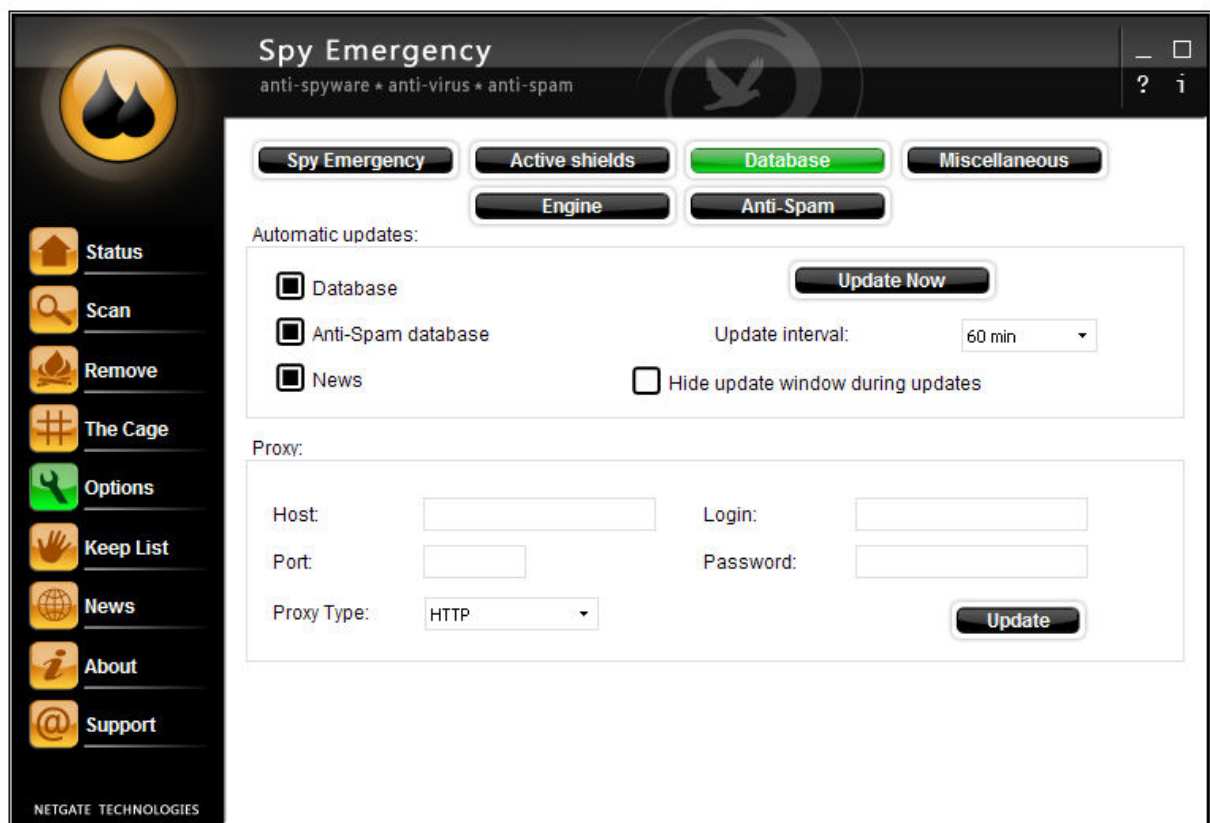 Spy Emergency
anti-spyware ★ anti-virus ★ anti-spam
? i
Spy Emergency
Active shields
Database
Miscellaneous
Engine
Anti-Spam
Status
Scan
Remove
The Cage
Options
Keep List
News
About
Support
NETGATE TECHNOLOGIES
Automatic updates:
Database
Update Now
Anti-Spam database
Update interval: 60 min
News
Hide update window during updates
Proxy:
Host:
Login:
Port:
Password:
Proxy Type: HTTP
Update